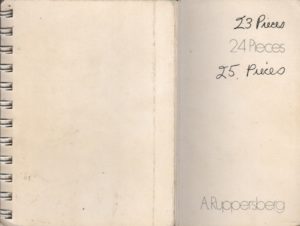 23 Pieces
24 Pieces
25 Pieces
A. Ruppersberg